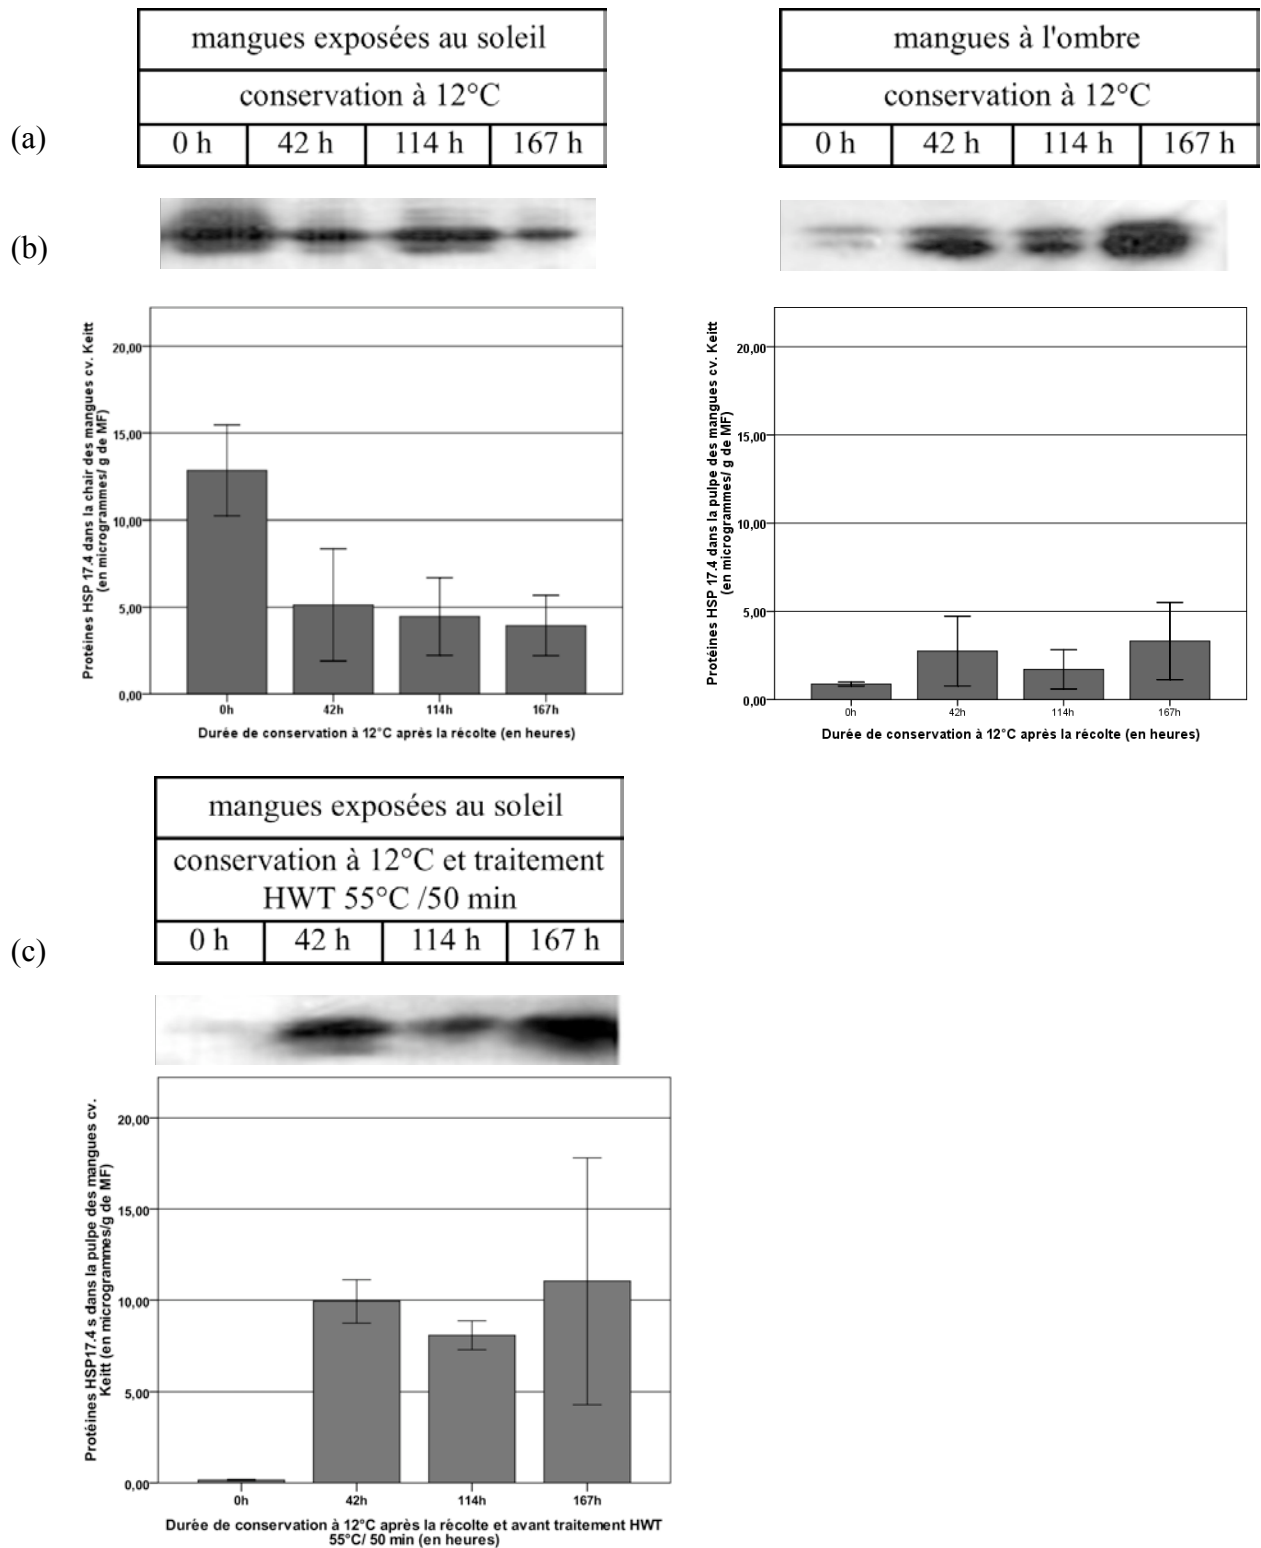 mangues exposées au soleil
conservation à 12°C
0 h 42 h 114 h 167 h
mangues à l'ombre
conservation à 12°C
0 h 42 h 114 h 167 h
(a)
(b)
Protéines HSP 17.4 dans la chair des mangues cv. Keitt
(en microgrammes/ g de MF)
20,00
15,00
10,00
5,00
0,00
0h 42h 114h 167h
Durée de conservation à 12°C après la récolte (en heures)
Protéines HSP 17.4 dans la pulpe des mangues cv. Keitt
(en microgrammes/ g de MF)
20,00
15,00
10,00
5,00
0,00
0h 42h 114h 167h
Durée de conservation à 12°C après la récolte (en heures)
mangues exposées au soleil
conservation à 12°C et traitement
HWT 55°C /50 min
0 h 42 h 114 h 167 h
(c)
Protéines HSP17.4 s dans la pulpe des mangues cv.
Keitt (en microgrammes/g de MF)
20,00
15,00
10,00
5,00
0,00
0h 42h 114h 167h
Durée de conservation à 12°C après la récolte et avant traitement HWT
55°C/ 50 min (en heures)